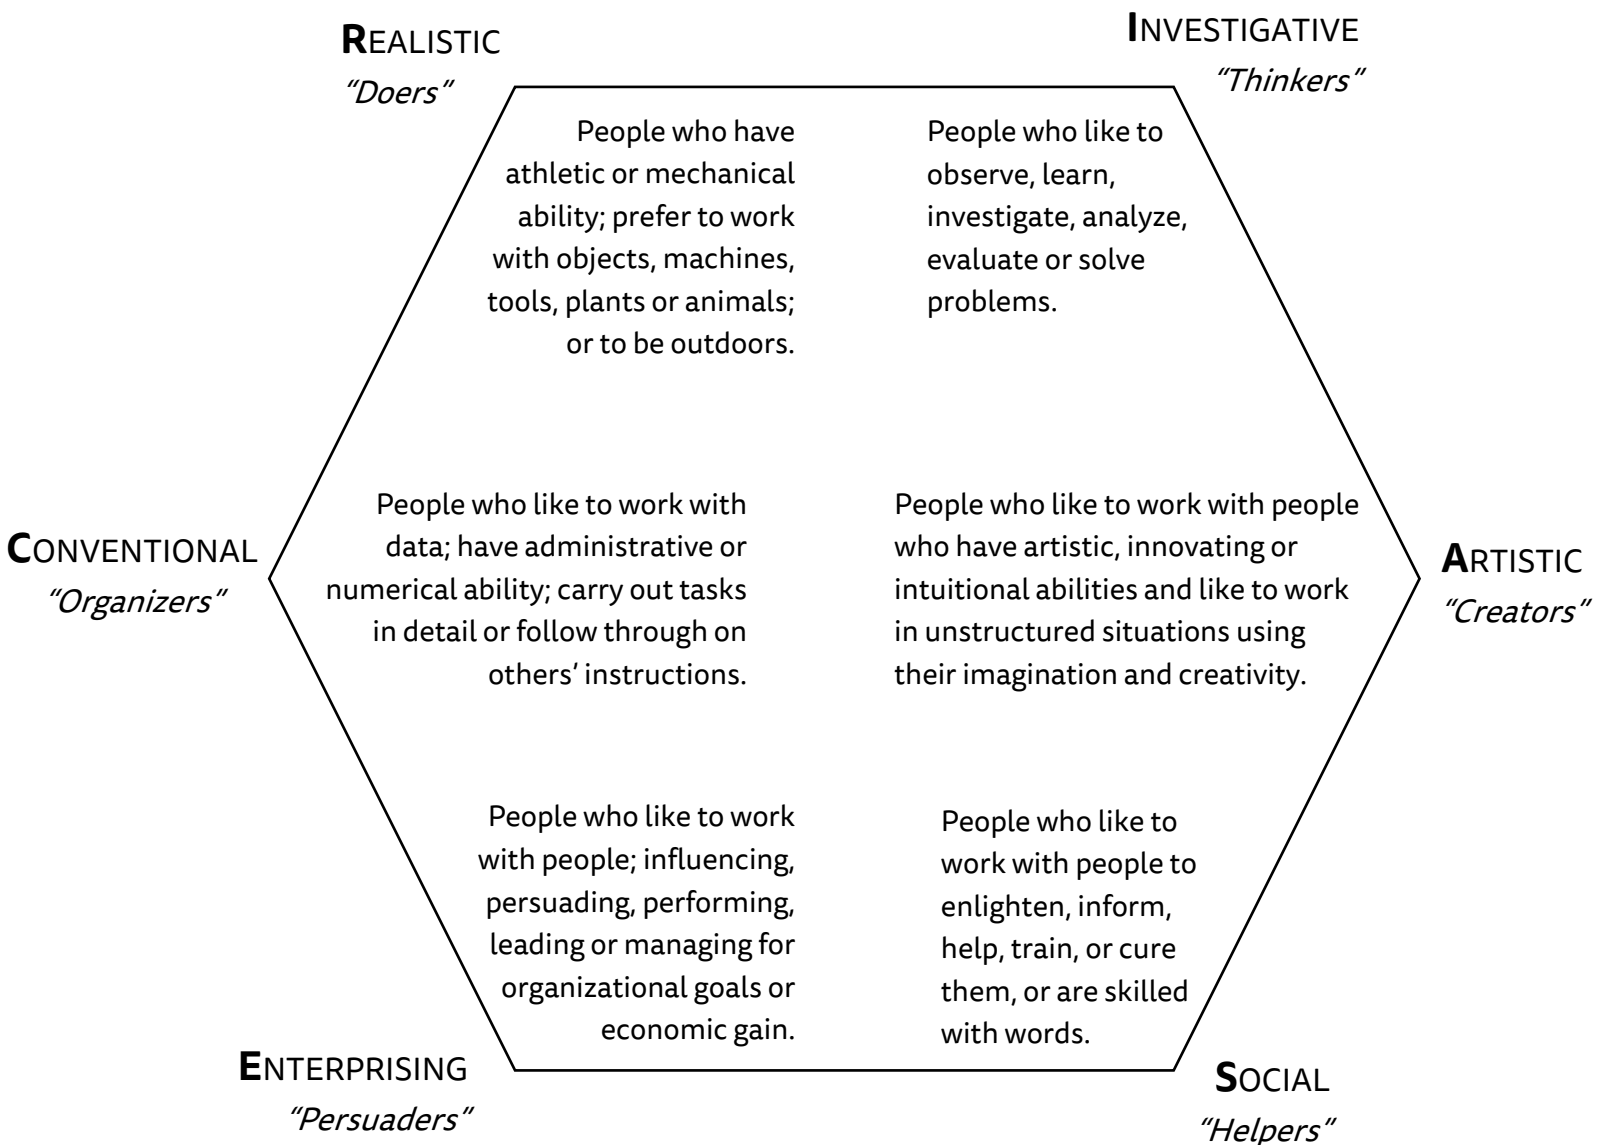 REALISTIC
“Doers”
People who have
athletic or mechanical
ability; prefer to work
with objects, machines,
tools, plants or animals;
or to be outdoors.
INVESTIGATIVE
“Thinkers”
People who like to
observe, learn,
investigate, analyze,
evaluate or solve
problems.
CONVENTIONAL
“Organizers”
People who like to work with
data; have administrative or
numerical ability; carry out tasks
in detail or follow through on
others’ instructions.
People who like to work with people
who have artistic, innovating or
intuitional abilities and like to work
in unstructured situations using
their imagination and creativity.
ARTISTIC
“Creators”
People who like to work
with people; influencing,
persuading, performing,
leading or managing for
organizational goals or
economic gain.
ENTERPRISING
“Persuaders”
People who like to
work with people to
enlighten, inform,
help, train, or cure
them, or are skilled
with words.
SOCIAL
“Helpers”